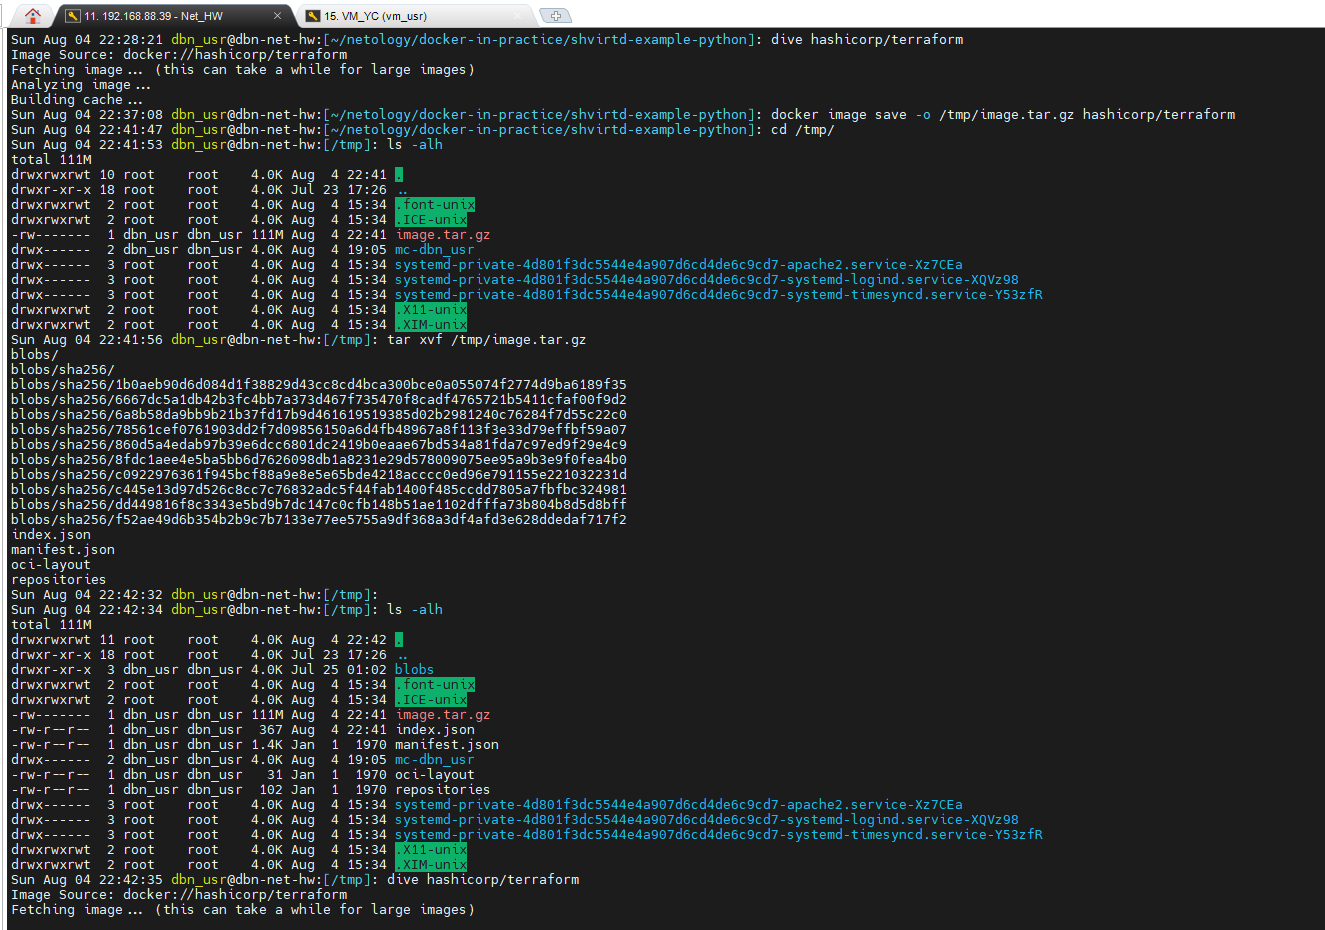 11. 192.168.88.39 - Net_HW
15. VM_YC (vm_usr)
Sun Aug 04 22:28:21 dbn_usr@dbn-net-hw:[~/netology/docker-in-practice/shvirtd-example-python]: dive hashicorp/terraform
Image Source: docker://hashicorp/terraform
Fetching image... (this can take a while for large images)
Analyzing image...
Building cache...
Sun Aug 04 22:37:08 dbn_usr@dbn-net-hw:[~/netology/docker-in-practice/shvirtd-example-python]: docker image save -o /tmp/image.tar.gz hashicorp/terraform
Sun Aug 04 22:41:47 dbn_usr@dbn-net-hw:[~/netology/docker-in-practice/shvirtd-example-python]: cd /tmp/
Sun Aug 04 22:41:53 dbn_usr@dbn-net-hw:[/tmp]: ls -alh
total 111M
drwxrwxrwt 10 root    root    4.0K Aug  4 22:41 .
drwxr-xr-x 18 root    root    4.0K Jul 23 17:26 ..
drwxrwxrwt  2 root    root    4.0K Aug  4 15:34 .font-unix
drwxrwxrwt  2 root    root    4.0K Aug  4 15:34 .ICE-unix
-rw-------  1 dbn_usr dbn_usr 111M Aug  4 22:41 image.tar.gz
drwx------  2 dbn_usr dbn_usr 4.0K Aug  4 19:05 mc-dbn_usr
drwx------  3 root    root    4.0K Aug  4 15:34 systemd-private-4d801f3dc5544e4a907d6cd4de6c9cd7-apache2.service-Xz7CEa
drwx------  3 root    root    4.0K Aug  4 15:34 systemd-private-4d801f3dc5544e4a907d6cd4de6c9cd7-systemd-logind.service-XQVz98
drwx------  3 root    root    4.0K Aug  4 15:34 systemd-private-4d801f3dc5544e4a907d6cd4de6c9cd7-systemd-timesyncd.service-Y53zfR
drwxrwxrwt  2 root    root    4.0K Aug  4 15:34 .X11-unix
drwxrwxrwt  2 root    root    4.0K Aug  4 15:34 .XIM-unix
Sun Aug 04 22:41:56 dbn_usr@dbn-net-hw:[/tmp]: tar xvf /tmp/image.tar.gz
blobs/
blobs/sha256/
blobs/sha256/1b0aeb90d6d084d1f38829d43cc8cd4bca300bce0a055074f2774d9ba6189f35
blobs/sha256/6667dc5a1db42b3fc4bb7a373d467f735470f8cadf4765721b5411cfaf00f9d2
blobs/sha256/6a8b58da9bb9b21b37fd17b9d461619519385d02b2981240c76284f7d55c22c0
blobs/sha256/78561cef0761903dd2f7d09856150a6d4fb48967a8f113f3e33d79effbf59a07
blobs/sha256/860d5a4edab97b39e6dcc6801dc2419b0eaae67bd534a81fda7c97ed9f29e4c9
blobs/sha256/8fdc1aee4e5ba5bb6d7626098db1a8231e29d578009075ee95a9b3e9f0fea4b0
blobs/sha256/c0922976361f945bcf88a9e8e5e65bde4218acccc0ed96e791155e221032231d
blobs/sha256/c445e13d97d526c8cc7c76832adc5f44fab1400f485ccdd7805a7fbfbc324981
blobs/sha256/dd449816f8c3343e5bd9b7dc147c0cfb148b51ae1102dfffa73b804b8d5d8bff
blobs/sha256/f52ae49d6b354b2b9c7b7133e77ee5755a9df368a3df4afd3e628ddedaf717f2
index.json
manifest.json
oci-layout
repositories
Sun Aug 04 22:42:32 dbn_usr@dbn-net-hw:[/tmp]:
Sun Aug 04 22:42:34 dbn_usr@dbn-net-hw:[/tmp]: ls -alh
total 111M
drwxrwxrwt 11 root    root    4.0K Aug  4 22:42 .
drwxr-xr-x 18 root    root    4.0K Jul 23 17:26 ..
drwxr-xr-x  3 dbn_usr dbn_usr 4.0K Jul 25 01:02 blobs
drwxrwxrwt  2 root    root    4.0K Aug  4 15:34 .font-unix
drwxrwxrwt  2 root    root    4.0K Aug  4 15:34 .ICE-unix
-rw-------  1 dbn_usr dbn_usr 111M Aug  4 22:41 image.tar.gz
-rw-r--r--  1 dbn_usr dbn_usr  367 Aug  4 22:41 index.json
-rw-r--r--  1 dbn_usr dbn_usr 1.4K Jan  1  1970 manifest.json
drwx------  2 dbn_usr dbn_usr 4.0K Aug  4 19:05 mc-dbn_usr
-rw-r--r--  1 dbn_usr dbn_usr   31 Jan  1  1970 oci-layout
-rw-r--r--  1 dbn_usr dbn_usr  102 Jan  1  1970 repositories
drwx------  3 root    root    4.0K Aug  4 15:34 systemd-private-4d801f3dc5544e4a907d6cd4de6c9cd7-apache2.service-Xz7CEa
drwx------  3 root    root    4.0K Aug  4 15:34 systemd-private-4d801f3dc5544e4a907d6cd4de6c9cd7-systemd-logind.service-XQVz98
drwx------  3 root    root    4.0K Aug  4 15:34 systemd-private-4d801f3dc5544e4a907d6cd4de6c9cd7-systemd-timesyncd.service-Y53zfR
drwxrwxrwt  2 root    root    4.0K Aug  4 15:34 .X11-unix
drwxrwxrwt  2 root    root    4.0K Aug  4 15:34 .XIM-unix
Sun Aug 04 22:42:35 dbn_usr@dbn-net-hw:[/tmp]: dive hashicorp/terraform
Image Source: docker://hashicorp/terraform
Fetching image... (this can take a while for large images)